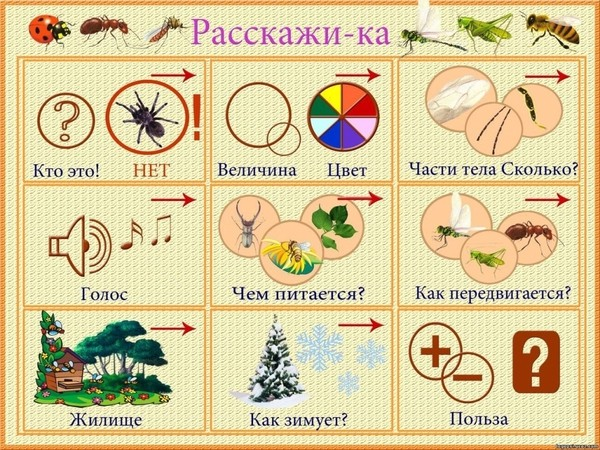 Расскажи-ка
Кто это! НЕТ !
Величина Цвет
Части тела Сколько?
Голос
Чем питается?
Как передвигается?
Жилище
Как зимует?
Польза